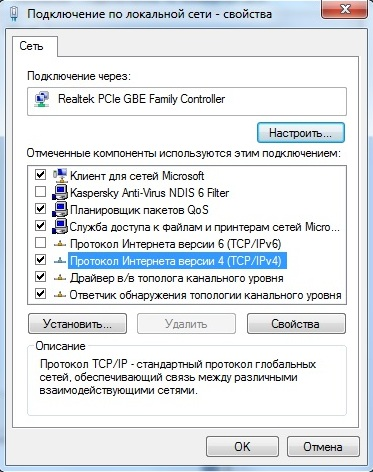 Подключение по локальной сети - свойства
Сеть
Подключение через:
Realtek PCIe GBE Family Controller
Настроить...
Отмеченные компоненты используются этим подключением:
Клиент для сетей Microsoft
Kaspersky Anti-Virus NDIS 6 Filter
Планировщик пакетов QoS
Служба доступа к файлам и принтерам сетей Micro...
Протокол Интернета версии 6 (TCP/IPv6)
Протокол Интернета версии 4 (TCP/IPv4)
Драйвер в/в тополога канального уровня
Ответчик обнаружения топологии канального уровня
Установить... Удалить Свойства
Описание
Протокол TCP/IP - стандартный протокол глобальных
сетей, обеспечивающий связь между различными
взаимодействующими сетями.
OK Отмена